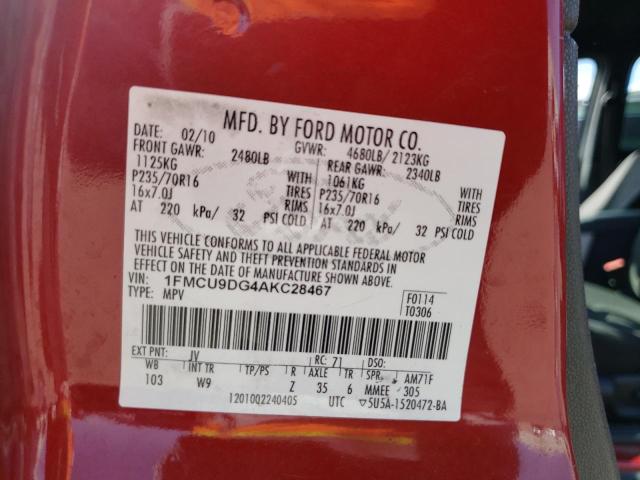 MFD. BY FORD MOTOR CO.
DATE: 02/10 GVWR: 4680LB/ 2123KG
FRONT GAWR: 2480LB REAR GAWR: 2340LB
1125KG WITH 1061KG WITH
P235/70R16 TIRES P235/70R16 TIRES
16x7.0J RIMS 16x7.0J RIMS
AT 220 kPa/ 32 PSI COLD AT 220 kPa/ 32 PSI COLD
THIS VEHICLE CONFORMS TO ALL APPLICABLE FEDERAL MOTOR
VEHICLE SAFETY AND THEFT PREVENTION STANDARDS IN
EFFECT ON THE DATE OF MANUFACTURE SHOWN ABOVE.
VIN: 1FMCU9DG4AKC28467
TYPE: MPV
F0114
T0306
EXT PNT: JV RC: 71 DSO:
WB INT TR TP/PS R AXLE TR SPR AM71F
103 W9 Z 35 6 MMEE 305
12010Q2240405 UTC ▽5U5A-1520472-BA